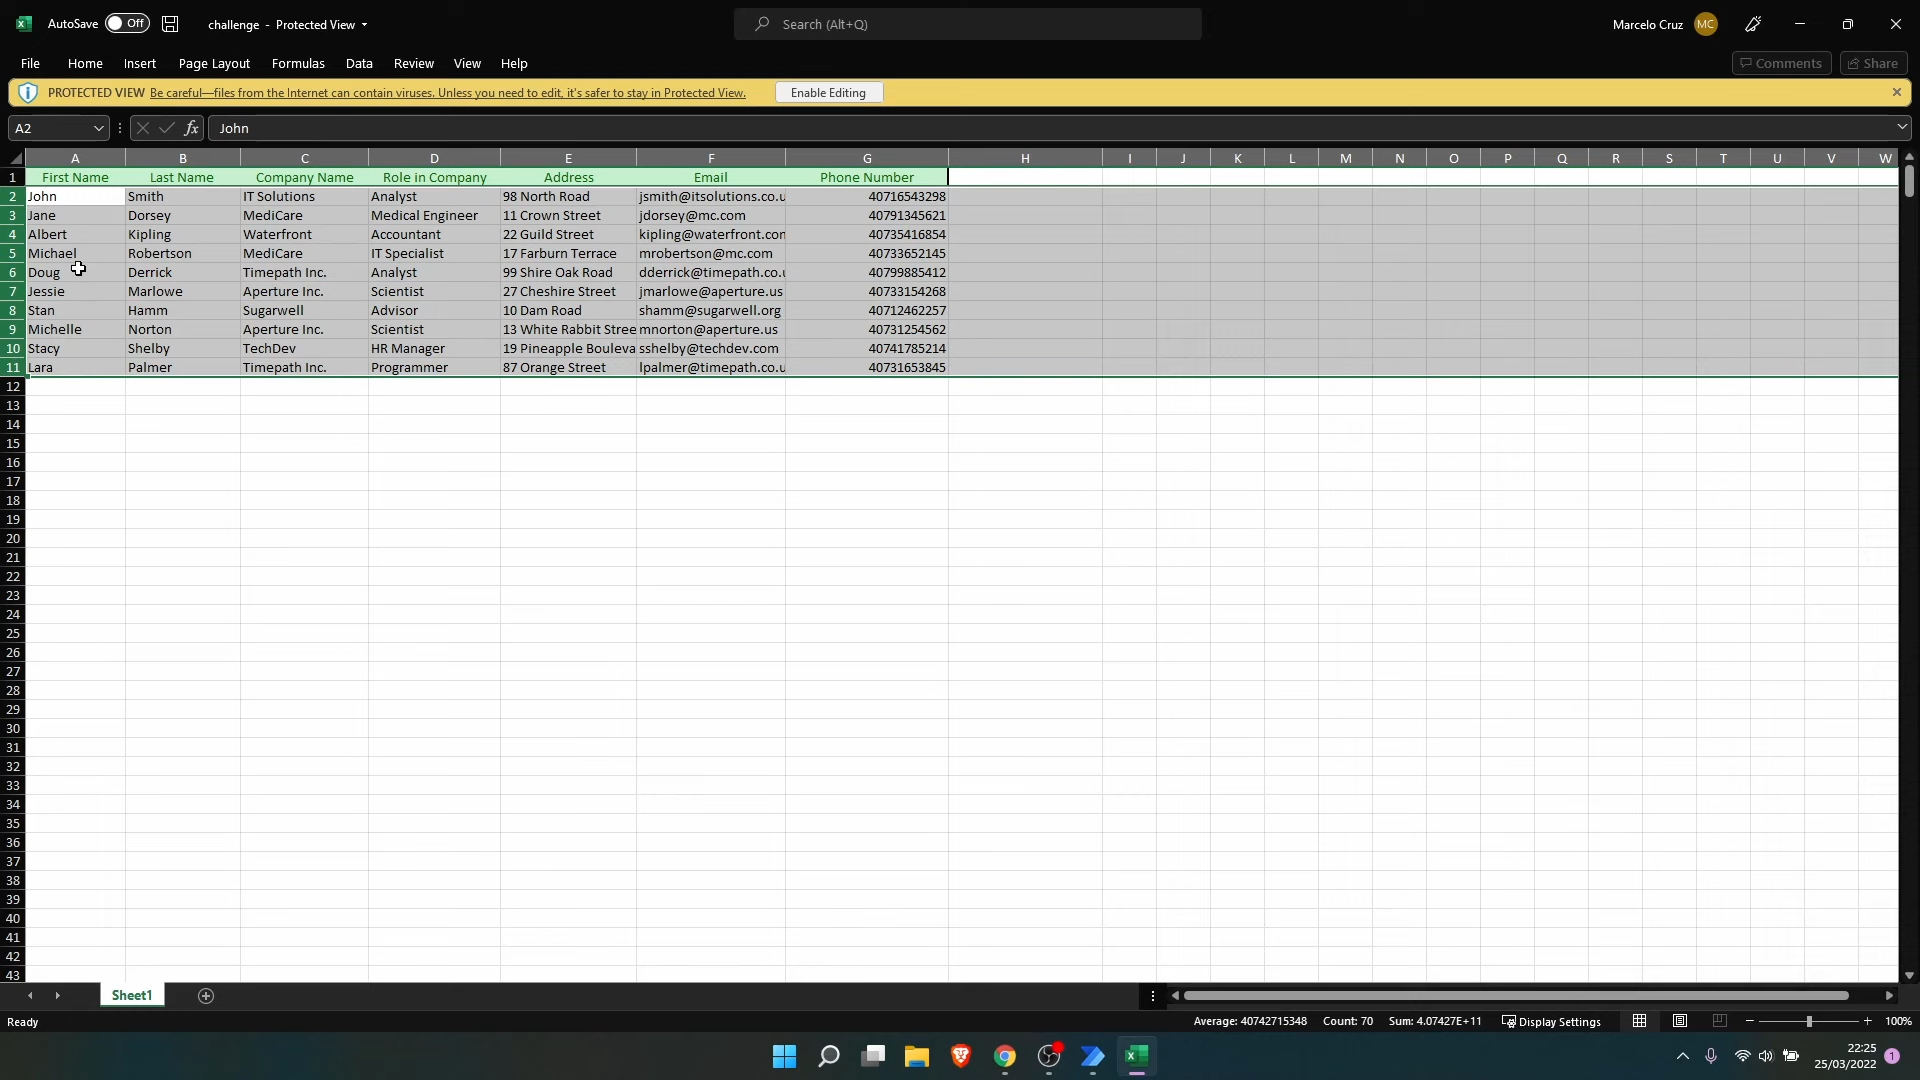 AutoSave Off challenge - Protected View Search (Alt+Q) Marcelo Cruz MC
File Home Insert Page Layout Formulas Data Review View Help Comments Share
PROTECTED VIEW Be careful—files from the Internet can contain viruses. Unless you need to edit, it's safer to stay in Protected View. Enable Editing
A2 fx John
A B C D E F G H I J K L M N O P Q R S T U V W
1 First Name Last Name Company Name Role in Company Address Email Phone Number
2 John Smith IT Solutions Analyst 98 North Road jsmith@itsolutions.co.u 40716543298
3 Jane Dorsey MediCare Medical Engineer 11 Crown Street jdorsey@mc.com 40791345621
4 Albert Kipling Waterfront Accountant 22 Guild Street kipling@waterfront.com 40735416854
5 Michael Robertson MediCare IT Specialist 17 Farburn Terrace mrobertson@mc.com 40733652145
6 Doug Derrick Timepath Inc. Analyst 99 Shire Oak Road dderrick@timepath.co.u 40799885412
7 Jessie Marlowe Aperture Inc. Scientist 27 Cheshire Street jmarlowe@aperture.us 40733154268
8 Stan Hamm Sugarwell Advisor 10 Dam Road shamm@sugarwell.org 40712462257
9 Michelle Norton Aperture Inc. Scientist 13 White Rabbit Stree mnorton@aperture.us 40731254562
10 Stacy Shelby TechDev HR Manager 19 Pineapple Bouleva sshelby@techdev.com 40741785214
11 Lara Palmer Timepath Inc. Programmer 87 Orange Street lpalmer@timepath.co.u 40731653845
12
13
14
15
16
17
18
19
20
21
22
23
24
25
26
27
28
29
30
31
32
33
34
35
36
37
38
39
40
41
42
43
Sheet1
Ready Average: 40742715348 Count: 70 Sum: 4.07427E+11 Display Settings 100%
22:25
25/03/2022 1